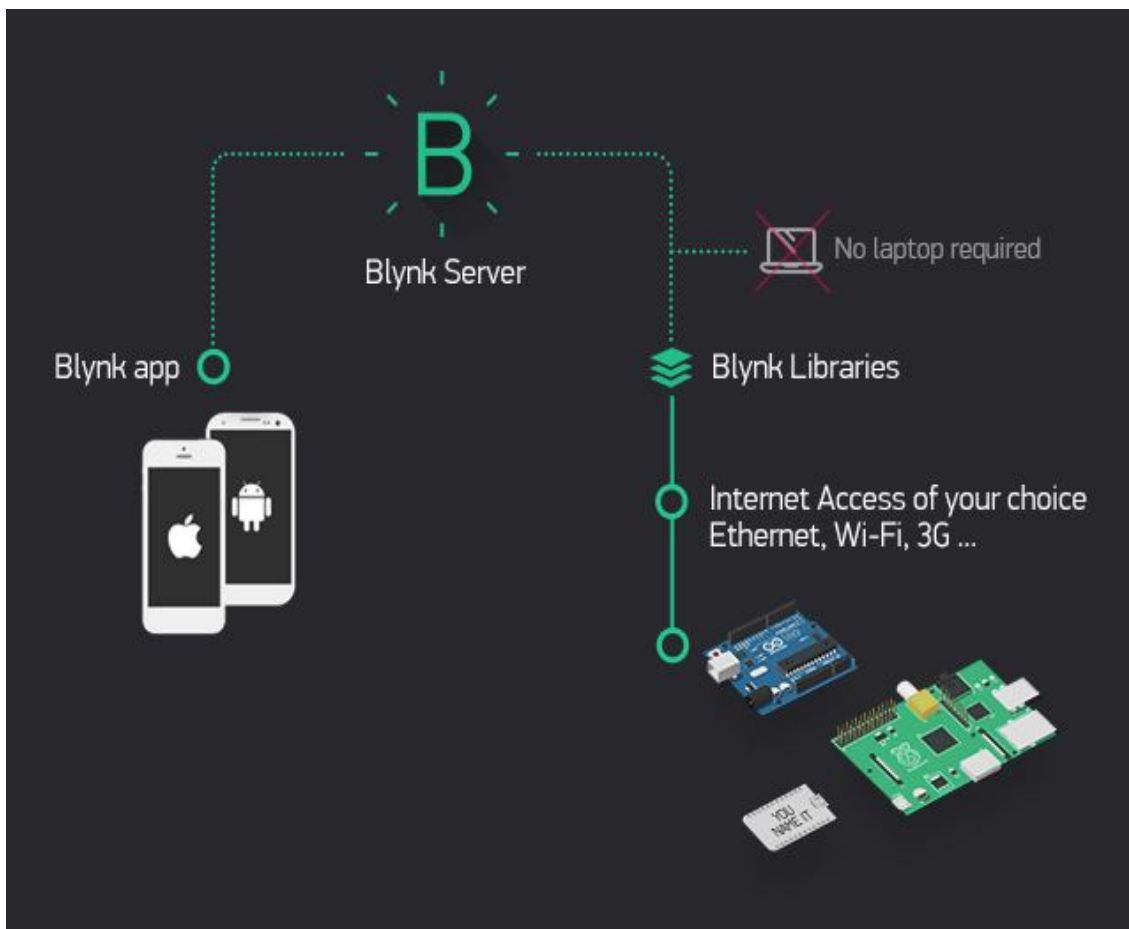 B
Blynk Server
No laptop required
Blynk app
Blynk Libraries
Internet Access of your choice
Ethernet, Wi-Fi, 3G ...
YOU
NAME IT